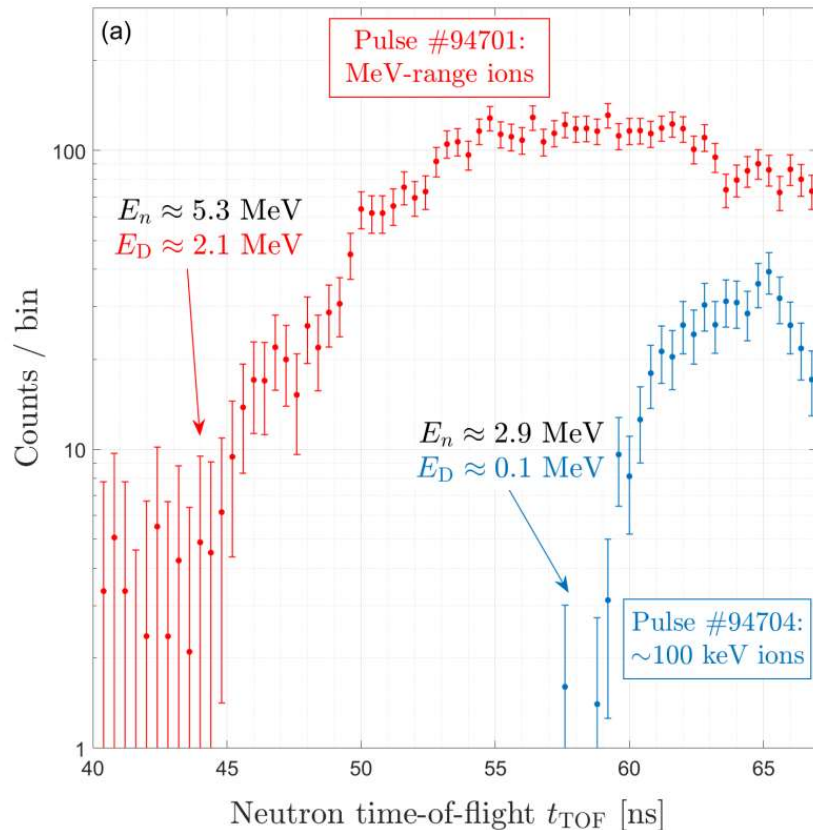 (a)
Pulse #94701:
MeV-range ions
100
Eₙ ≈ 5.3 MeV
E_D ≈ 2.1 MeV
Counts / bin
10
Eₙ ≈ 2.9 MeV
E_D ≈ 0.1 MeV
Pulse #94704:
~100 keV ions
1
40 45 50 55 60 65
Neutron time-of-flight t_TOF [ns]